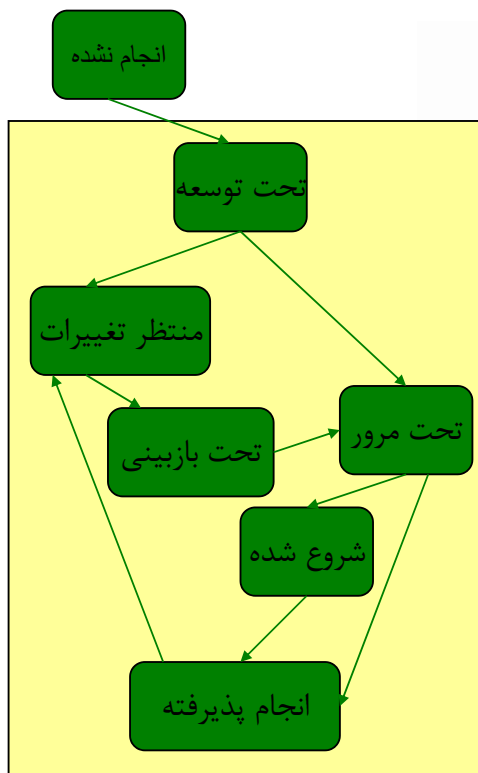 انجام نشده
تحت توسعه
منتظر تغییرات
تحت مرور
تحت بازبینی
شروع شده
انجام پذیرفته